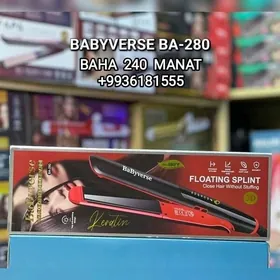 BABYVERSE BA-280
BAHA 240 MANAT
+9936181555
BaByverse
FLOATING SPLINT
Close Hair Without Stuffing
Keratin